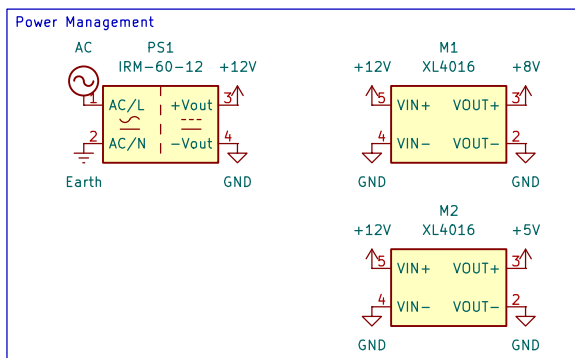 Power Management
AC PS1
IRM-60-12 +12V
1 AC/L +Vout 3
2 AC/N -Vout 4
Earth GND
M1
+12V XL4016 +8V
5 VIN+ VOUT+ 3
4 VIN- VOUT- 2
GND GND
M2
+12V XL4016 +5V
5 VIN+ VOUT+ 3
4 VIN- VOUT- 2
GND GND